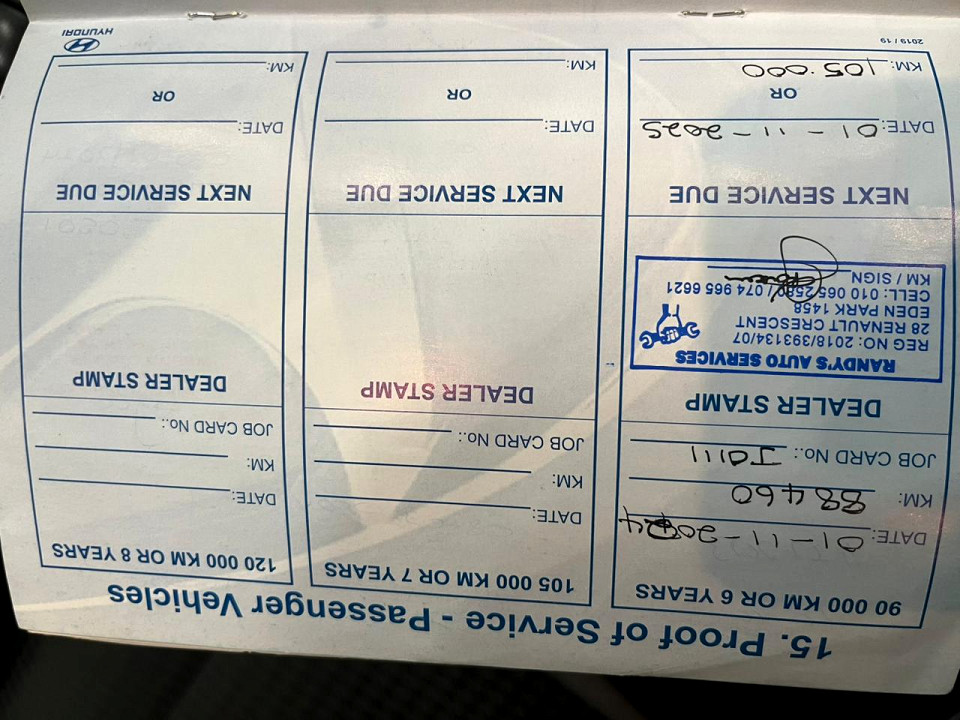 15. Proof of Service - Passenger Vehicles
90 000 KM OR 6 YEARS
DATE: 01-11-2024
KM: 88460
JOB CARD No.: I0111
DEALER STAMP
RANDY'S AUTO SERVICES
REG NO: 2018/393134/07
28 RENAULT CRESCENT
EDEN PARK 1458
CELL: 010 065 2582 / 074 965 6621
KM / SIGN
NEXT SERVICE DUE
DATE: 01-11-2025
OR
KM: 105.000
105 000 KM OR 7 YEARS
DATE:
KM:
JOB CARD No.:
DEALER STAMP
NEXT SERVICE DUE
DATE:
OR
KM:
120 000 KM OR 8 YEARS
DATE:
KM:
JOB CARD No.:
DEALER STAMP
NEXT SERVICE DUE
DATE:
OR
KM:
2019 / 19
HYUNDAI